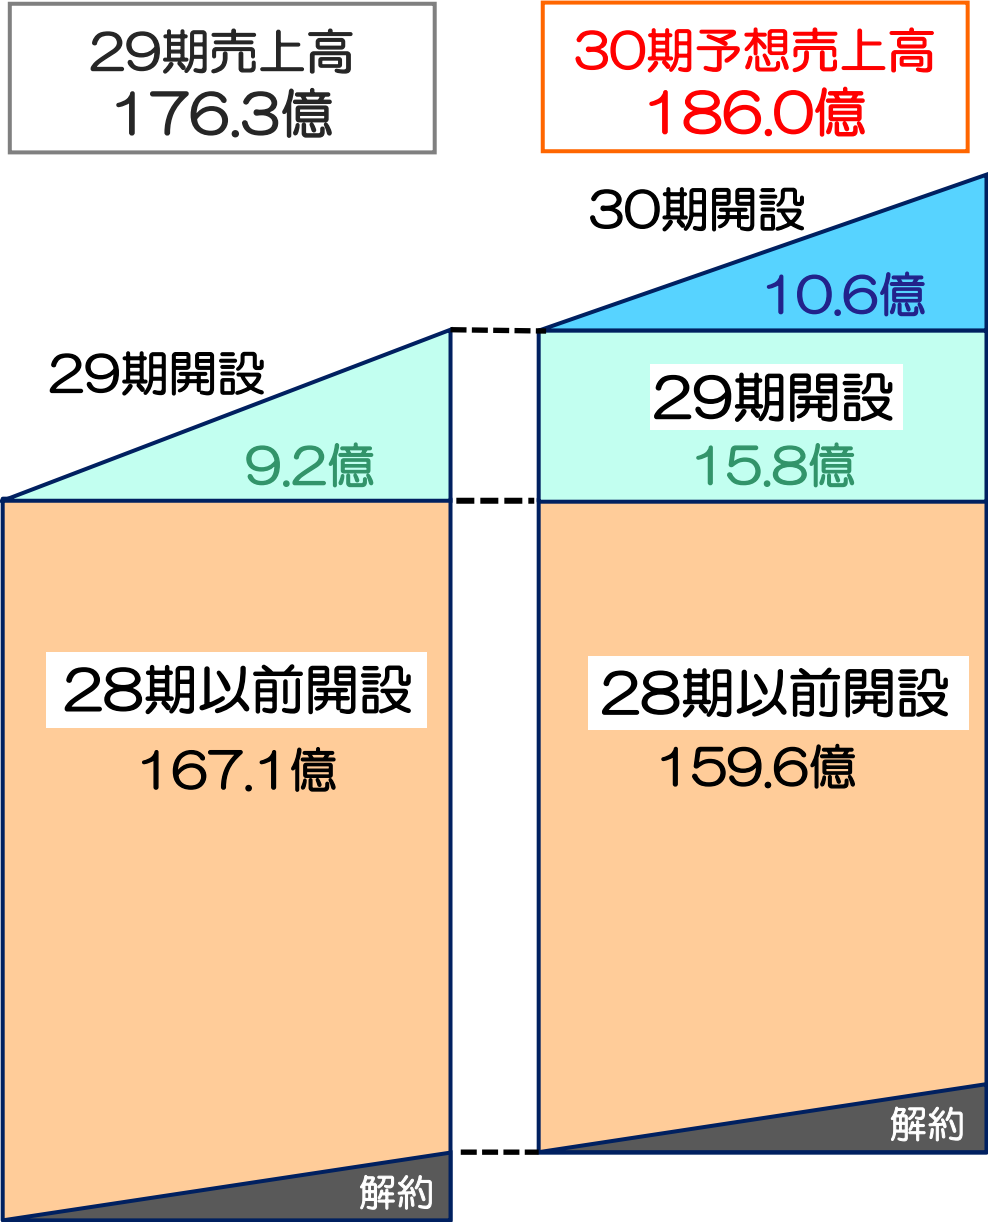 29期売上高
176.3億
30期予想売上高
186.0億
30期開設
10.6億
29期開設
9.2億
29期開設
15.8億
28期以前開設
167.1億
28期以前開設
159.6億
解約
解約